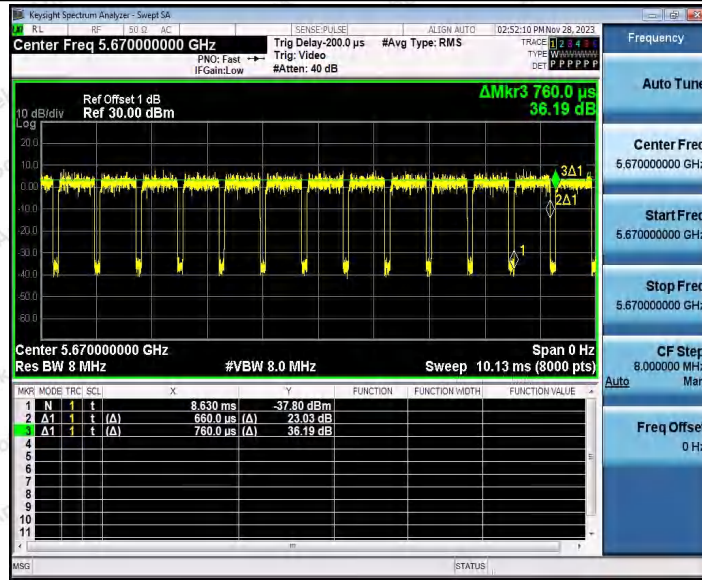 Keysight Spectrum Analyzer - Swept SA
RL RF 50 Ω AC SENSE:PULSE ALIGN AUTO 02:52:10 PM Nov 28, 2023
Center Freq 5.670000000 GHz
PNO: Fast
IFGain:Low
Trig Delay-200.0 µs
Trig: Video
#Atten: 40 dB
#Avg Type: RMS
TRACE 1 2 3 4 5 6
TYPE W
DET P P P P P P
Frequency
Ref Offset 1 dB
10 dB/div Ref 30.00 dBm
Log
ΔMkr3 760.0 µs
36.19 dB
20.0
10.0
0.00
-10.0
-20.0
-30.0
-40.0
-50.0
-60.0
3Δ1
2Δ1
1
Center 5.670000000 GHz Span 0 Hz
Res BW 8 MHz #VBW 8.0 MHz Sweep 10.13 ms (8000 pts)
MKR MODE TRC SCL X Y FUNCTION FUNCTION WIDTH FUNCTION VALUE
1 N 1 t 8.630 ms -37.80 dBm
2 Δ1 1 t (Δ) 660.0 µs (Δ) 23.03 dB
3 Δ1 1 t (Δ) 760.0 µs (Δ) 36.19 dB
4
5
6
7
8
9
10
11
MSG STATUS
Auto Tune
Center Freq
5.670000000 GHz
Start Freq
5.670000000 GHz
Stop Freq
5.670000000 GHz
CF Step
8.000000 MHz
Auto Man
Freq Offset
0 Hz